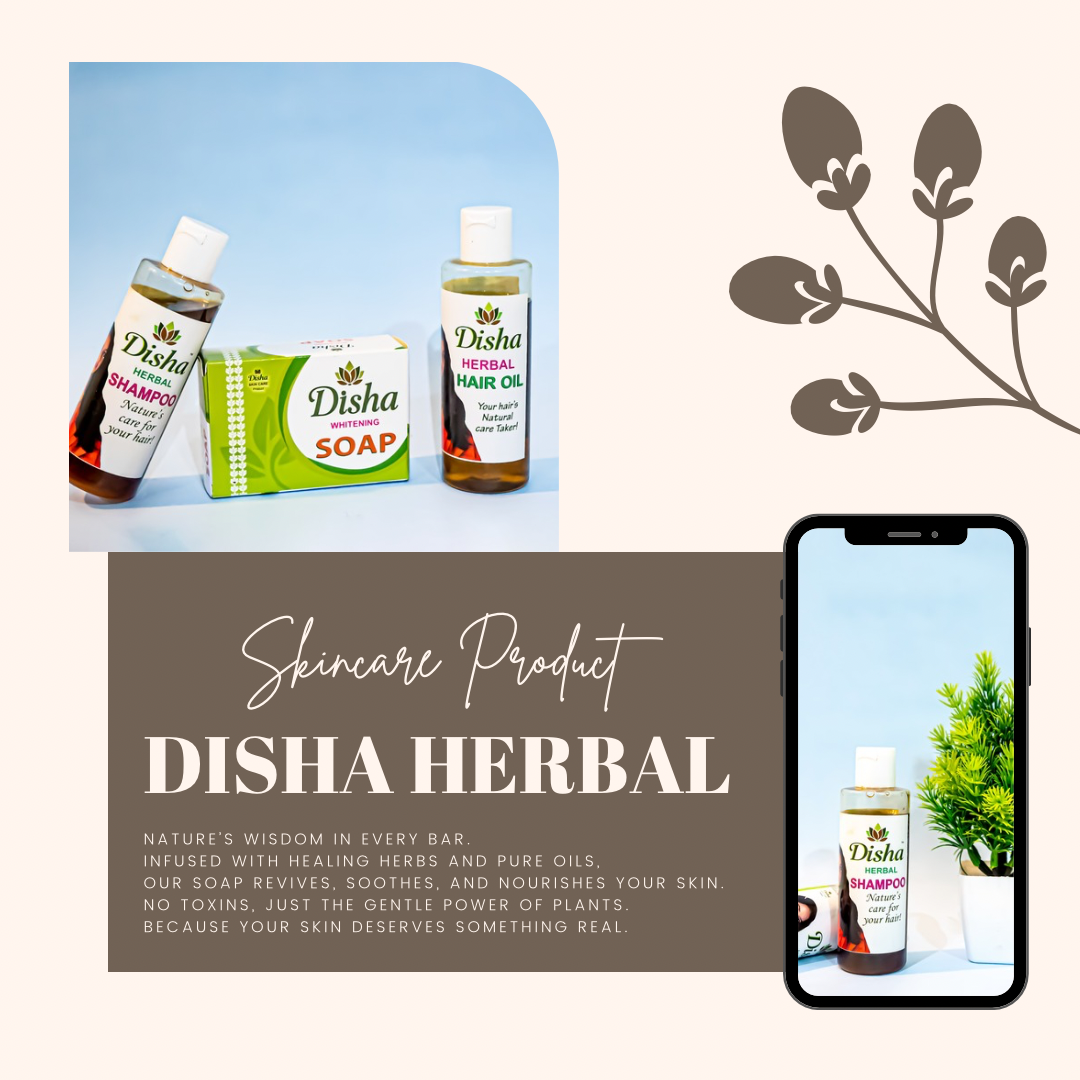 Disha
HERBAL
SHAMPOO
Nature's
care for
your hair!
Disha
SOAP
Disha
Disha
WHITENING
SOAP
Disha
HERBAL
HAIR OIL
Your hair's
Natural
care Taker!
Skincare Product
DISHA HERBAL
NATURE'S WISDOM IN EVERY BAR.
INFUSED WITH HEALING HERBS AND PURE OILS,
OUR SOAP REVIVES, SOOTHES, AND NOURISHES YOUR SKIN.
NO TOXINS, JUST THE GENTLE POWER OF PLANTS.
BECAUSE YOUR SKIN DESERVES SOMETHING REAL.
Disha
HERBAL
SHAMPOO
Nature's
care for
your hair!